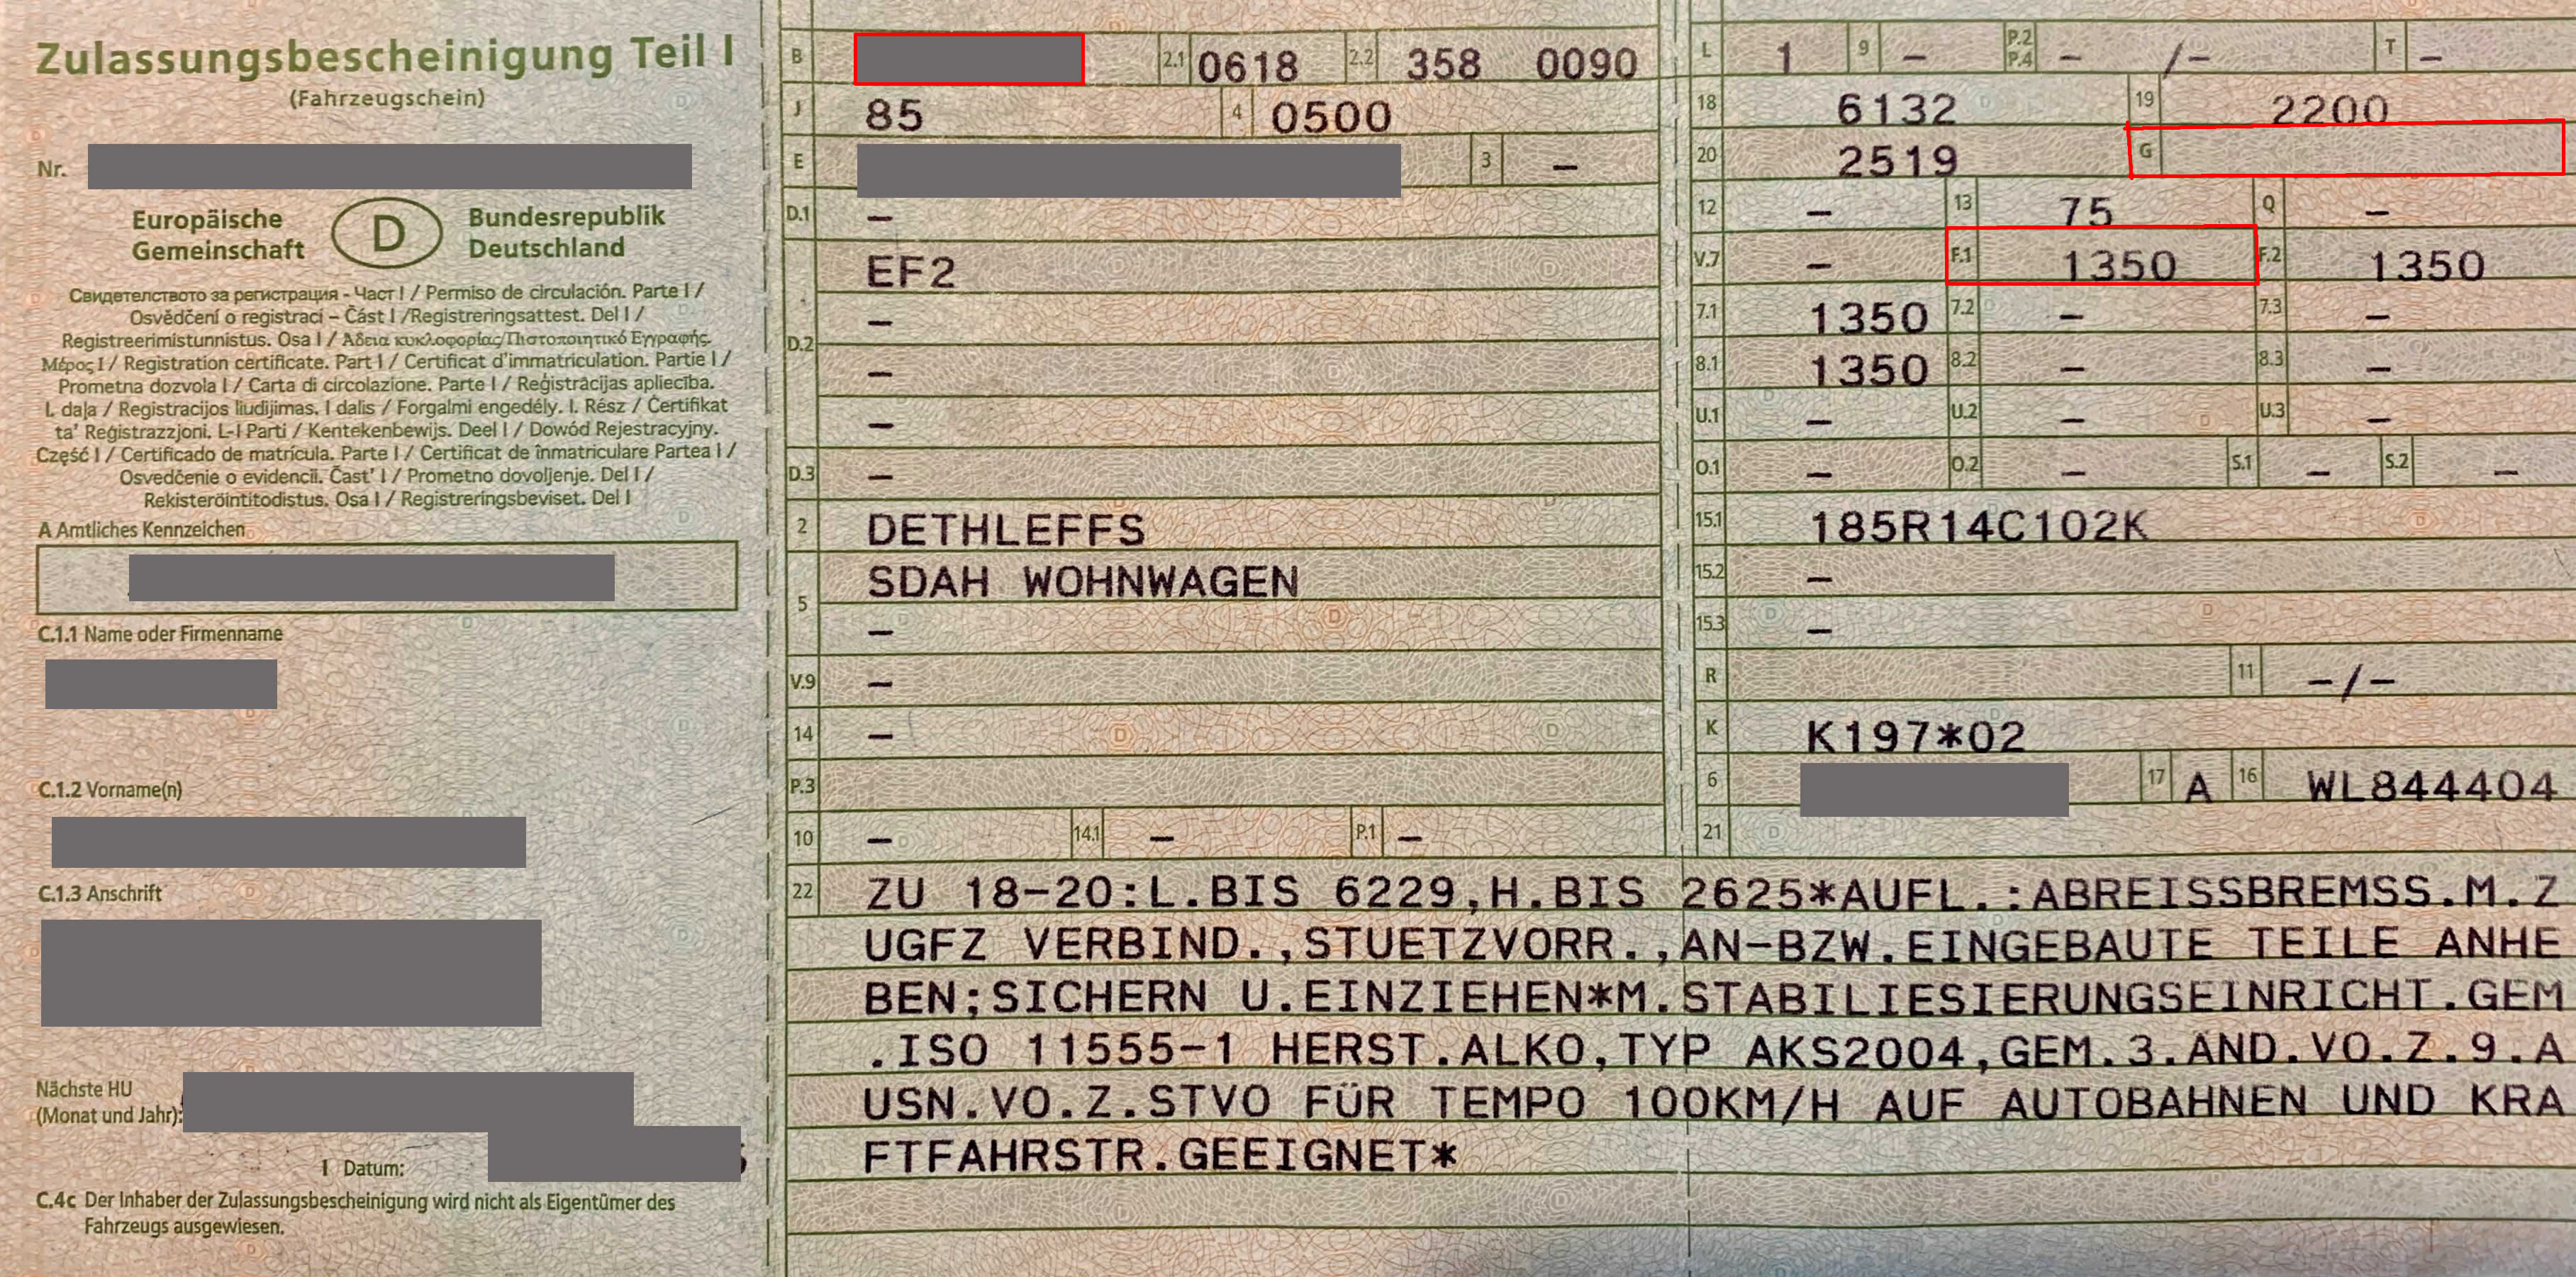 Zulassungsbescheinigung Teil I
(Fahrzeugschein)
Nr.
Europäische Gemeinschaft
D
Bundesrepublik Deutschland
Свидетелството за регистрация - Част I / Permiso de circulación. Parte I /
Osvědčení o registraci – Část I /Registreringsattest. Del I /
Registreerimistunnistus. Osa I / Άδεια κυκλοφορίας/Πιστοποιητικό Εγγραφής.
Μέρος I / Registration certificate. Part I / Certificat d'immatriculation. Partie I /
Prometna dozvola I / Carta di circolazione. Parte I / Reģistrācijas apliecība.
I. daļa / Registracijos liudijimas. I dalis / Forgalmi engedély. I. Rész / Ċertifikat
ta' Reġistrazzjoni. L-I Parti / Kentekenbewijs. Deel I / Dowód Rejestracyjny.
Część I / Certificado de matrícula. Parte I / Certificat de înmatriculare Partea I /
Osvedčenie o evidencii. Čast' I / Prometno dovoljenje. Del I /
Rekisteröintitodistus. Osa I / Registreringsbeviset. Del I
A Amtliches Kennzeichen
C.1.1 Name oder Firmenname
C.1.2 Vorname(n)
C.1.3 Anschrift
Nächste HU
(Monat und Jahr):
I Datum:
C.4c Der Inhaber der Zulassungsbescheinigung wird nicht als Eigentümer des
Fahrzeugs ausgewiesen.
B 2.1 0618 2.2 358 0090
J 85 4 0500
E 3 –
D.1 –
EF2
–
D.2 –
–
D.3 –
2 DETHLEFFS
SDAH WOHNWAGEN
5 –
V.9 –
14 –
P.3
10 – 14.1 – P.1 –
L 1 9 – P.2 P.4 – /– T –
18 6132 19 2200
20 2519 G
12 – 13 75 Q –
V.7 – F.1 1350 F.2 1350
7.1 1350 7.2 – 7.3 –
8.1 1350 8.2 – 8.3 –
U.1 – U.2 – U.3 –
O.1 – O.2 – S.1 – S.2 –
15.1 185R14C102K
15.2 –
15.3 –
R 11 –/–
K K197*02
6 17 A 16 WL844404
21
22 ZU 18-20:L.BIS 6229,H.BIS 2625*AUFL.:ABREISSBREMSS.M.Z
UGFZ VERBIND.,STUETZVORR.,AN-BZW.EINGEBAUTE TEILE ANHE
BEN;SICHERN U.EINZIEHEN*M.STABILIESIERUNGSEINRICHT.GEM
.ISO 11555-1 HERST.ALKO,TYP AKS2004,GEM.3.ÄND.VO.Z.9.A
USN.VO.Z.STVO FÜR TEMPO 100KM/H AUF AUTOBAHNEN UND KRA
FTFAHRSTR.GEEIGNET*